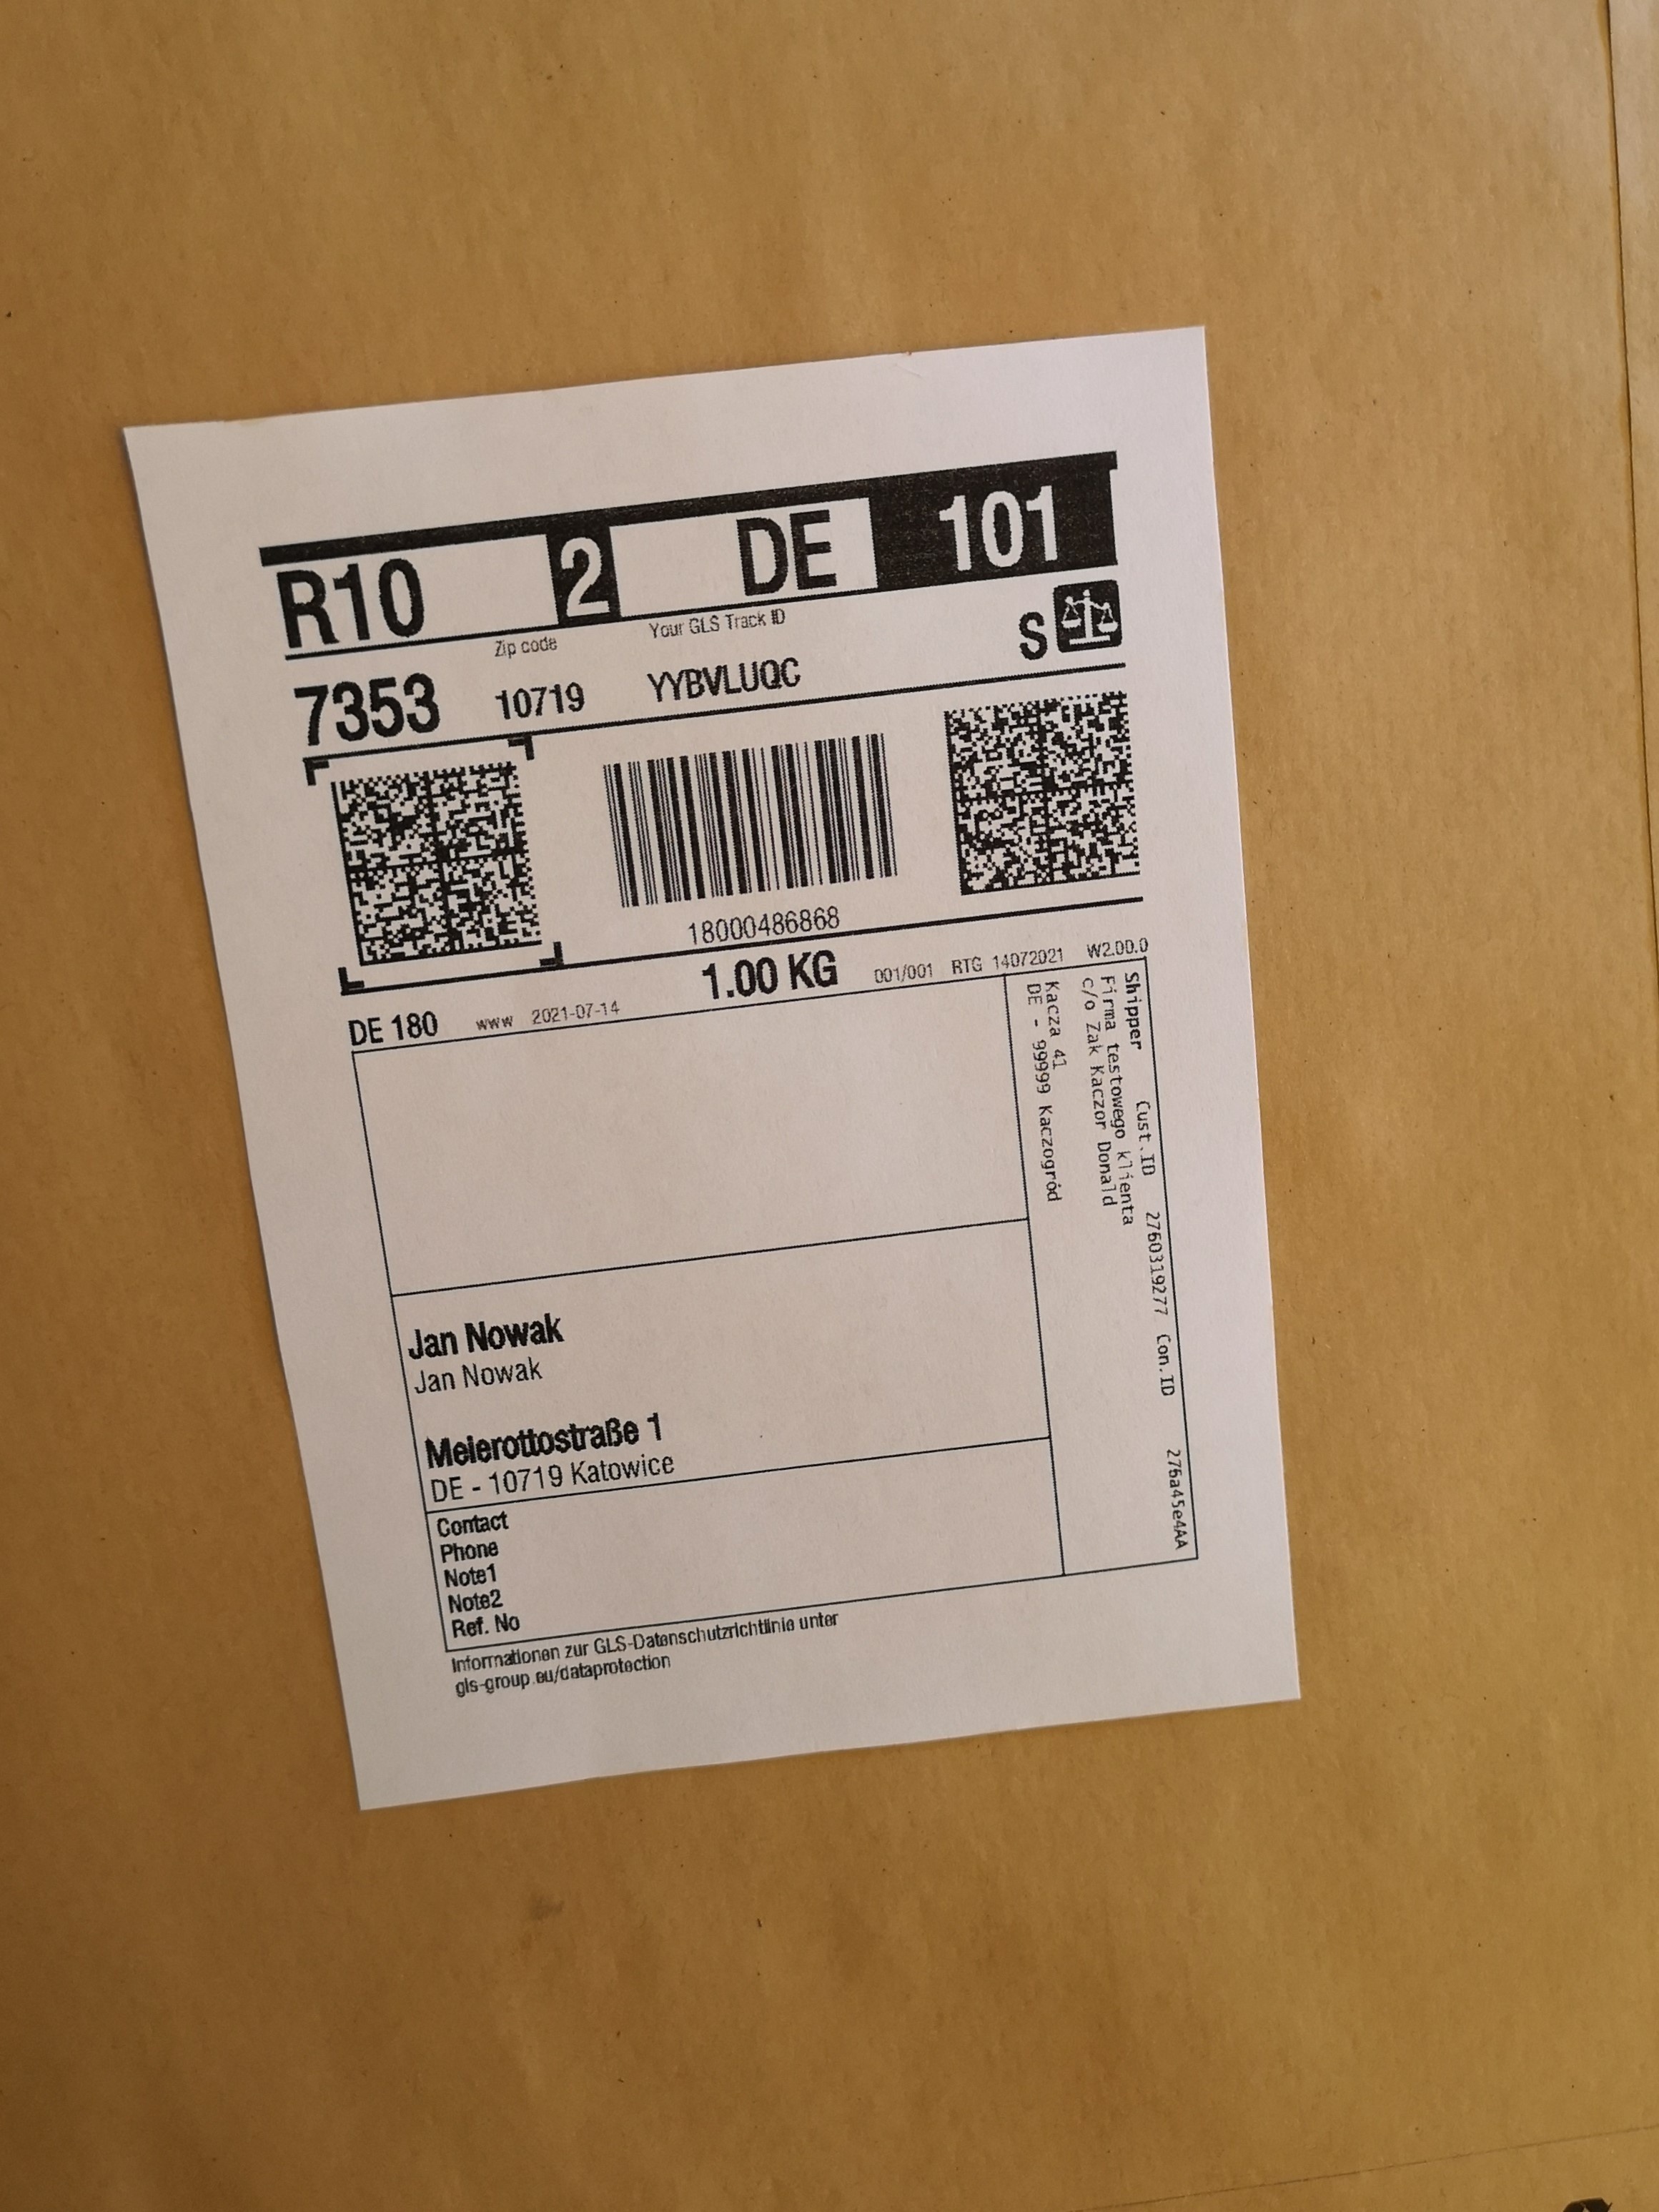 R10 2 DE 101
Zip code Your GLS Track ID
7353 10719 YYBVLUQC S
18000486868
DE 180 www 2021-07-14 1.00 KG 001/001 RTG 14072021 W2.00.0
Shipper Cust.ID 2760319277 Con.ID 276a45e4AA
Firma testowego klienta
c/o Zak Kaczor Donald
Kacza 41
DE - 99999 Kaczogród
Jan Nowak
Jan Nowak
Meierottostraße 1
DE - 10719 Katowice
Contact
Phone
Note1
Note2
Ref. No
Informationen zur GLS-Datenschutzrichtlinie unter
gls-group.eu/dataprotection